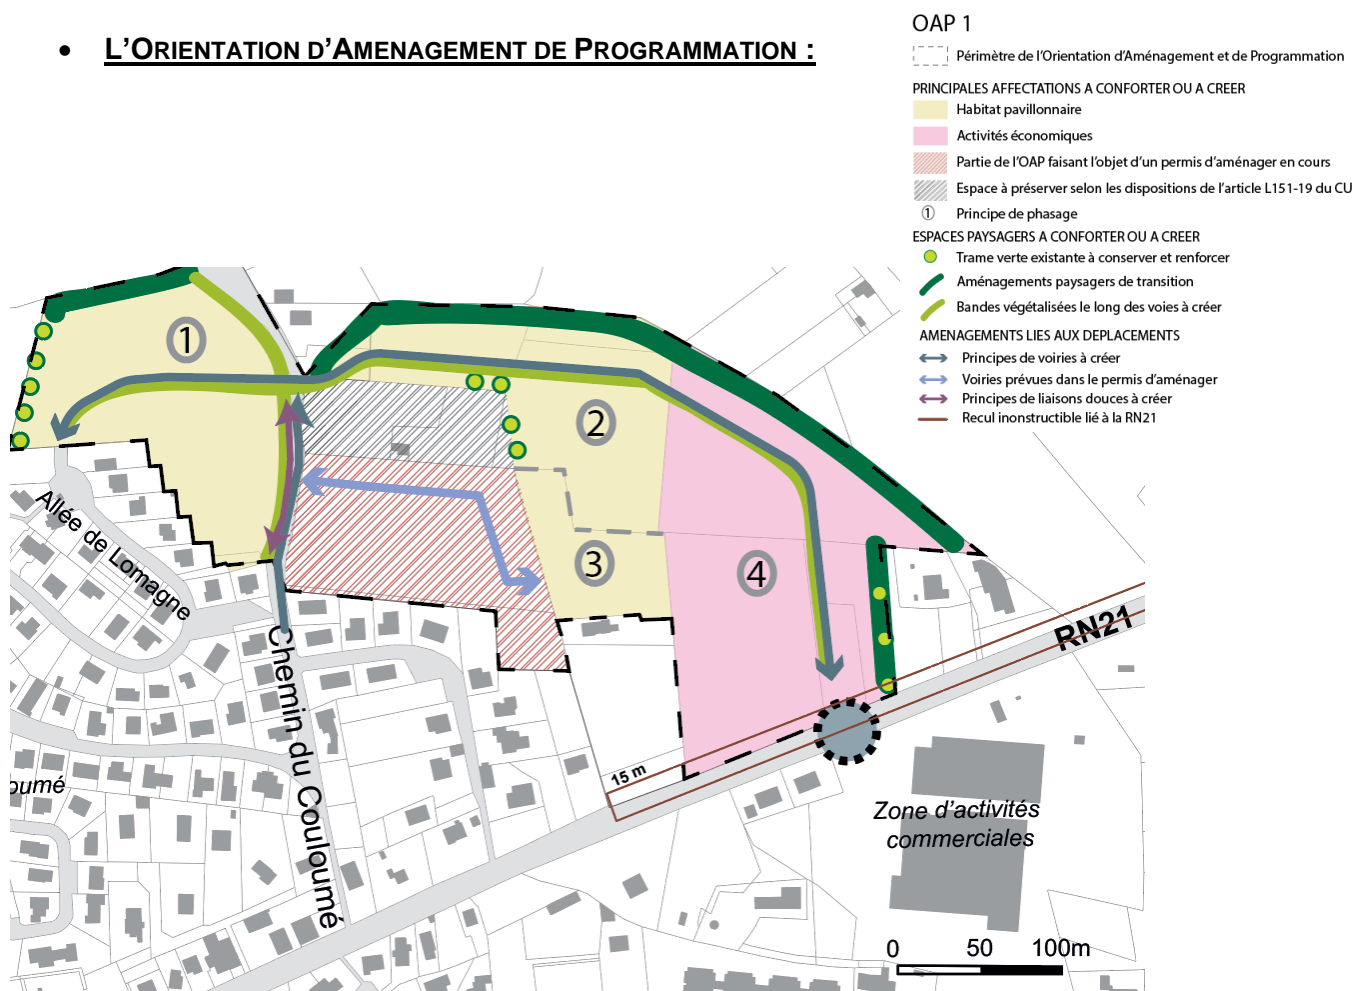 • L'ORIENTATION D'AMENAGEMENT DE PROGRAMMATION :
OAP 1
Périmètre de l'Orientation d'Aménagement et de Programmation
PRINCIPALES AFFECTATIONS A CONFORTER OU A CREER
Habitat pavillonnaire
Activités économiques
Partie de l'OAP faisant l'objet d'un permis d'aménager en cours
Espace à préserver selon les dispositions de l'article L151-19 du CU
1 Principe de phasage
ESPACES PAYSAGERS A CONFORTER OU A CREER
Trame verte existante à conserver et renforcer
Aménagements paysagers de transition
Bandes végétalisées le long des voies à créer
AMENAGEMENTS LIES AUX DEPLACEMENTS
Principes de voiries à créer
Voiries prévues dans le permis d'aménager
Principes de liaisons douces à créer
Recul inonstructible lié à la RN21
1
2
3
4
Allée de Lomagne
Chemin du Couloumé
oumé
RN21
15 m
Zone d'activités
commerciales
0 50 100m